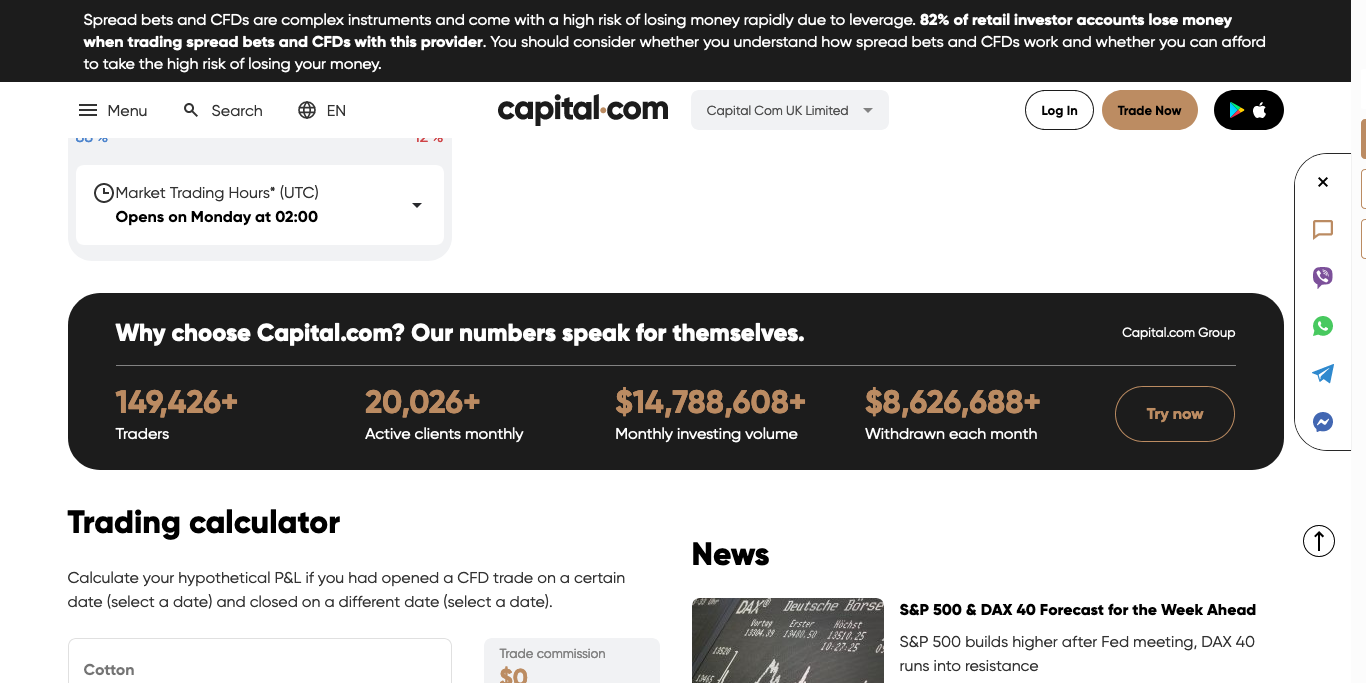 Spread bets and CFDs are complex instruments and come with a high risk of losing money rapidly due to leverage. 82% of retail investor accounts lose money
when trading spread bets and CFDs with this provider. You should consider whether you understand how spread bets and CFDs work and whether you can afford
to take the high risk of losing your money.
Menu Search EN capital.com Capital Com UK Limited Log In Trade Now
Market Trading Hours* (UTC)
Opens on Monday at 02:00
Why choose Capital.com? Our numbers speak for themselves.
Capital.com Group
149,426+
Traders
20,026+
Active clients monthly
$14,788,608+
Monthly investing volume
$8,626,688+
Withdrawn each month
Try now
Trading calculator
Calculate your hypothetical P&L if you had opened a CFD trade on a certain
date (select a date) and closed on a different date (select a date).
Cotton
Trade commission
$0
News
DAX® Deutsche Börse
Vortag Erster Höchst
S&P 500 & DAX 40 Forecast for the Week Ahead
S&P 500 builds higher after Fed meeting, DAX 40
runs into resistance